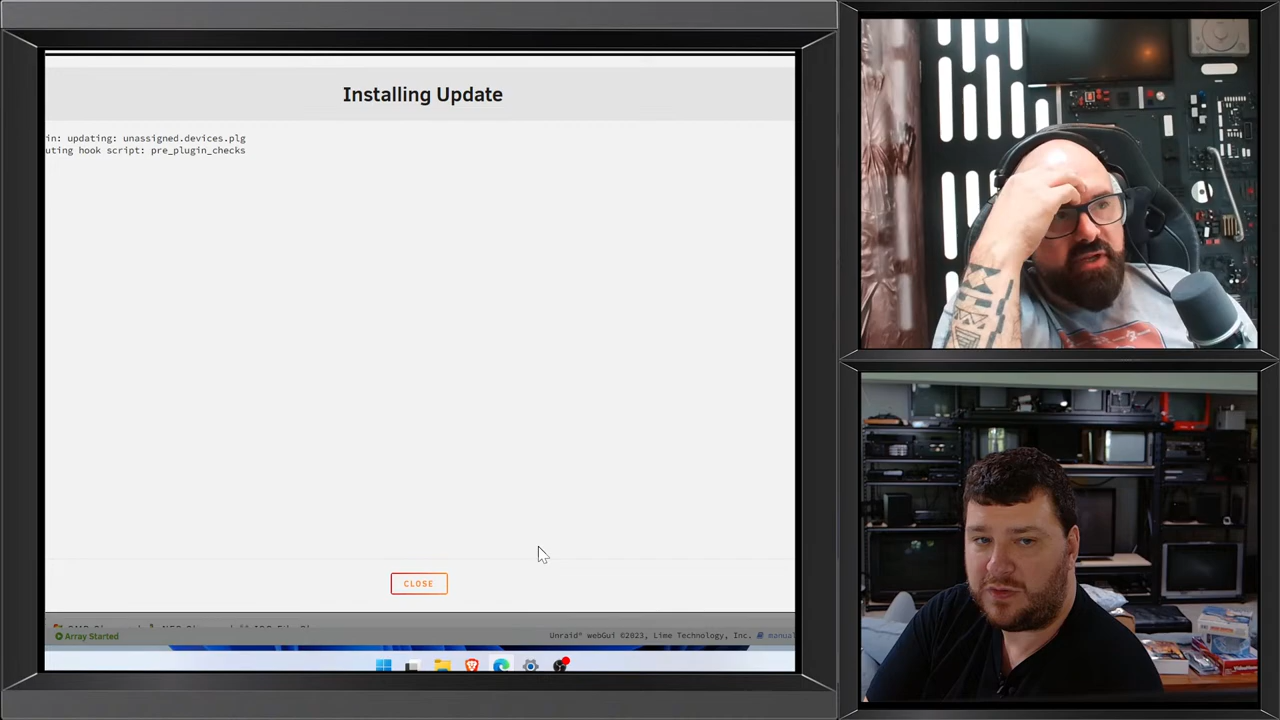 Installing Update
in: updating: unassigned.devices.plg
uting hook script: pre_plugin_checks
CLOSE
Array Started
Unraid® webGui ©2023, Lime Technology, Inc.
manual